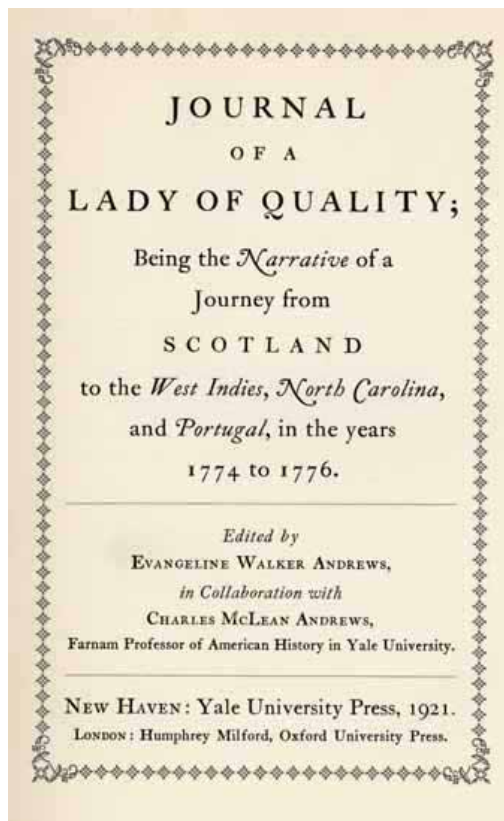 JOURNAL
OF A
LADY OF QUALITY;
Being the Narrative of a
Journey from
SCOTLAND
to the West Indies, North Carolina,
and Portugal, in the years
1774 to 1776.
Edited by
EVANGELINE WALKER ANDREWS,
in Collaboration with
CHARLES MCLEAN ANDREWS,
Farnam Professor of American History in Yale University.
NEW HAVEN: Yale University Press, 1921.
LONDON: Humphrey Milford, Oxford University Press.